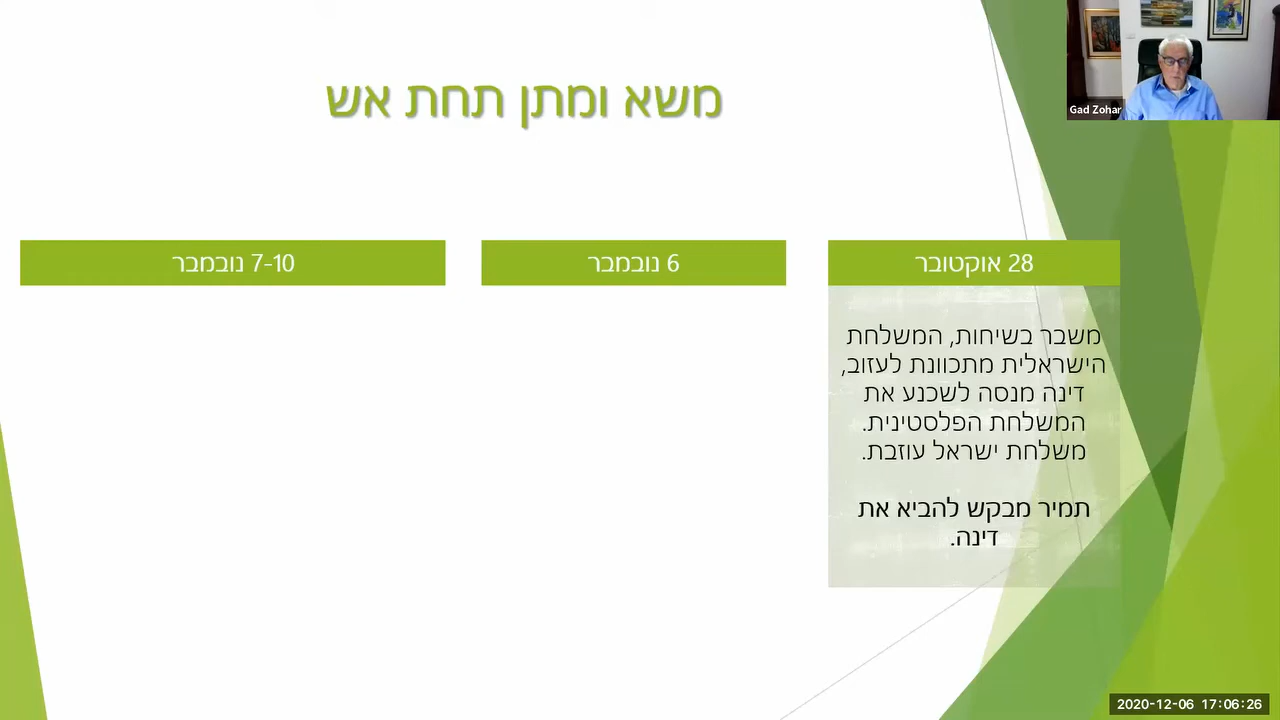 משא ומתן תחת אש
Gad Zohar
28 אוקטובר
משבר בשיחות, המשלחת
הישראלית מתכוונת לעזוב,
דינה מנסה לשכנע את
המשלחת הפלסטינית.
משלחת ישראל עוזבת.
תמיר מבקש להביא את
דינה.
6 נובמבר
7-10 נובמבר
2020-12-06 17:06:26